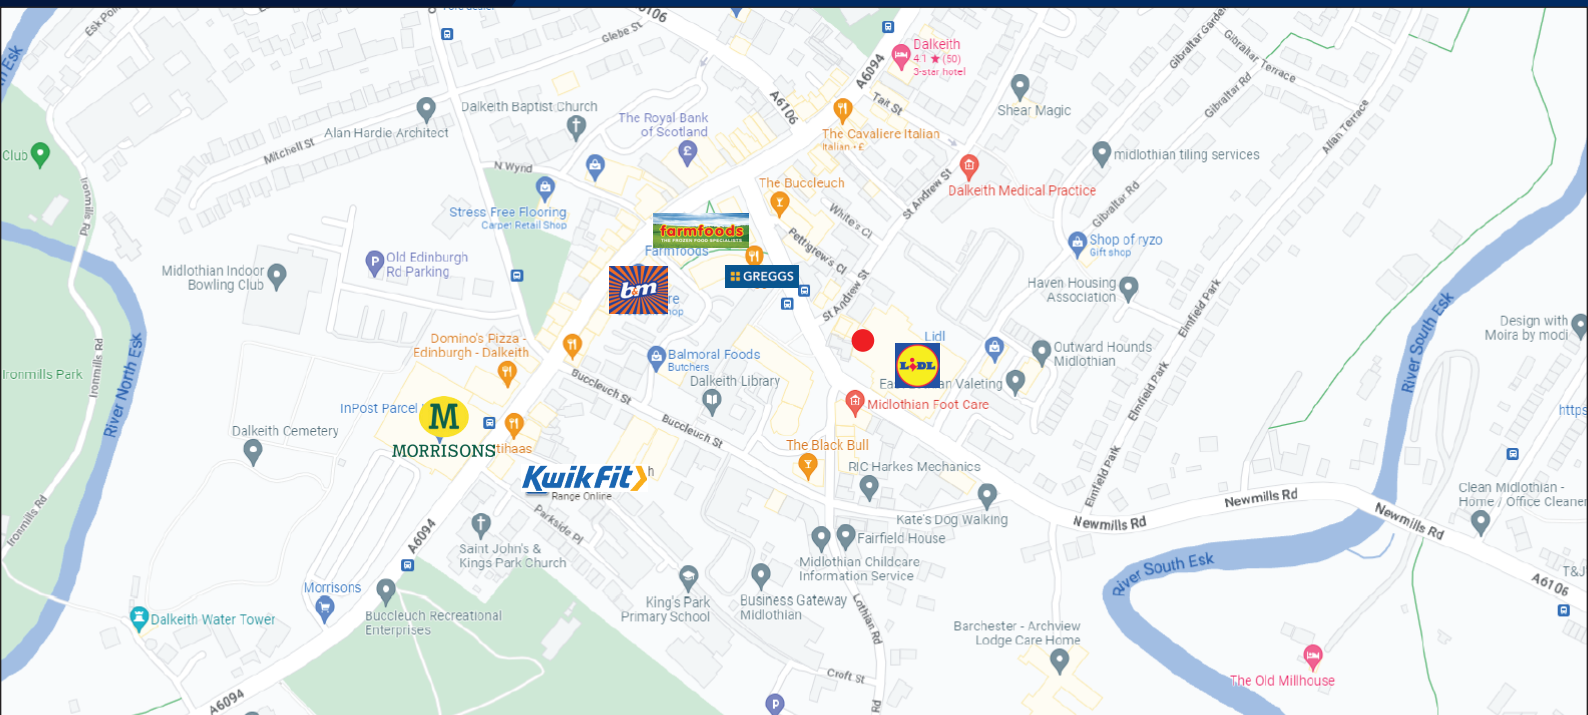 A6106
Glebe St
Dalkeith
4.1 ★ (50)
3-star hotel
A6094
Gibraltar Gardens
Gibraltar Terrace
Gibraltar Rd
Allan Terrace
Tait St
A6106
Shear Magic
Dalkeith Baptist Church
Alan Hardie Architect
The Royal Bank
of Scotland
The Cavaliere Italian
Italian • £
Mitchell St
Club
N Wynd
midlothian tiling services
Dalkeith Medical Practice
The Buccleuch
St Andrew St
Gibraltar Rd
Ironmills Rd
Stress Free Flooring
Carpet Retail Shop
White's Cl
Pettigrew's Cl
farmfoods
THE FROZEN FOOD SPECIALISTS
Farmfoods
Shop of ryzo
Gift shop
Old Edinburgh
Rd Parking
Midlothian Indoor
Bowling Club
GREGGS
b&m
St Andrew St
Haven Housing
Association
Elmfield Park
River South Esk
Design with
Moira by modi
Domino's Pizza -
Edinburgh - Dalkeith
Balmoral Foods
Butchers
Lidl
LIDL
Outward Hounds
Midlothian
Valeting
Ironmills Park
Ironmills Rd
River North Esk
Buccleuch St
Dalkeith Library
Midlothian Foot Care
Elmfield Park
InPost Parcel
M
MORRISONS
Dalkeith Cemetery
Buccleuch St
The Black Bull
https
KwikFit
Range Online
RIC Harkes Mechanics
Elmfield Park
Newmills Rd
Newmills Rd
Newmills Rd
Clean Midlothian -
Home / Office Cleaner
Ironmills Rd
A6094
Parkside Pl
Kate's Dog Walking
Fairfield House
Saint John's &
Kings Park Church
Midlothian Childcare
Information Service
River South Esk
T&J
A6106
Morrisons
Buccleuch Recreational
Enterprises
King's Park
Primary School
Business Gateway
Midlothian
Lothian Rd
Dalkeith Water Tower
Barchester - Archview
Lodge Care Home
Croft St
The Old Millhouse
A6094
Rd